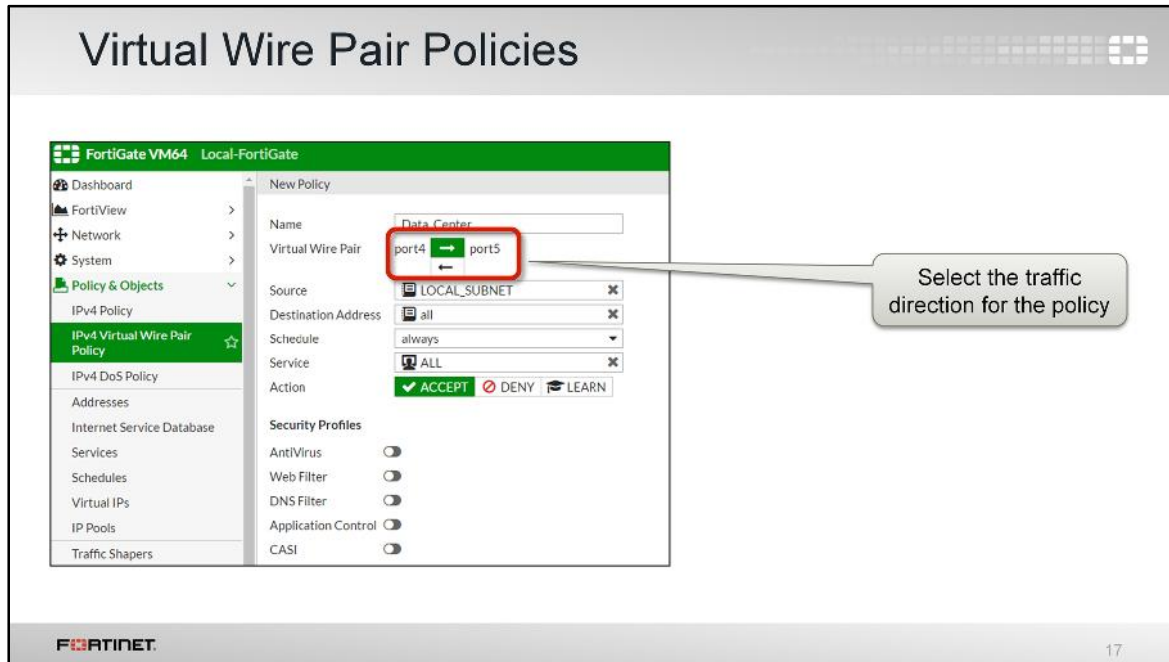 Virtual Wire Pair Policies
FortiGate VM64 Local-FortiGate
Dashboard
FortiView
Network
System
Policy & Objects
IPv4 Policy
IPv4 Virtual Wire Pair
Policy
IPv4 DoS Policy
Addresses
Internet Service Database
Services
Schedules
Virtual IPs
IP Pools
Traffic Shapers
New Policy
Name Data_Center
Virtual Wire Pair port4 → port5
←
Source LOCAL_SUBNET
Destination Address all
Schedule always
Service ALL
Action ACCEPT DENY LEARN
Security Profiles
AntiVirus
Web Filter
DNS Filter
Application Control
CASI
Select the traffic
direction for the policy
FORTINET.
17